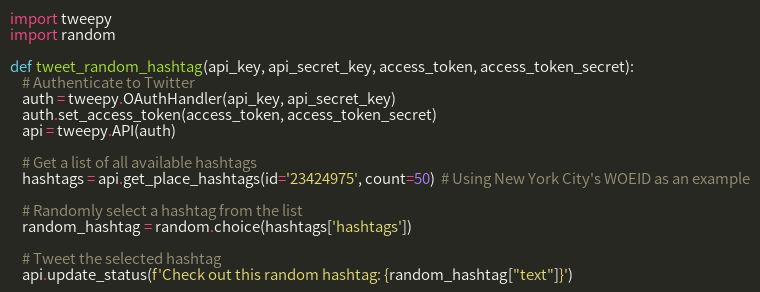 import tweepy
import random

def tweet_random_hashtag(api_key, api_secret_key, access_token, access_token_secret):
    # Authenticate to Twitter
    auth = tweepy.OAuthHandler(api_key, api_secret_key)
    auth.set_access_token(access_token, access_token_secret)
    api = tweepy.API(auth)

    # Get a list of all available hashtags
    hashtags = api.get_place_hashtags(id='23424975', count=50)  # Using New York City's WOEID as an example

    # Randomly select a hashtag from the list
    random_hashtag = random.choice(hashtags['hashtags'])

    # Tweet the selected hashtag
    api.update_status(f'Check out this random hashtag: {random_hashtag["text"]}')